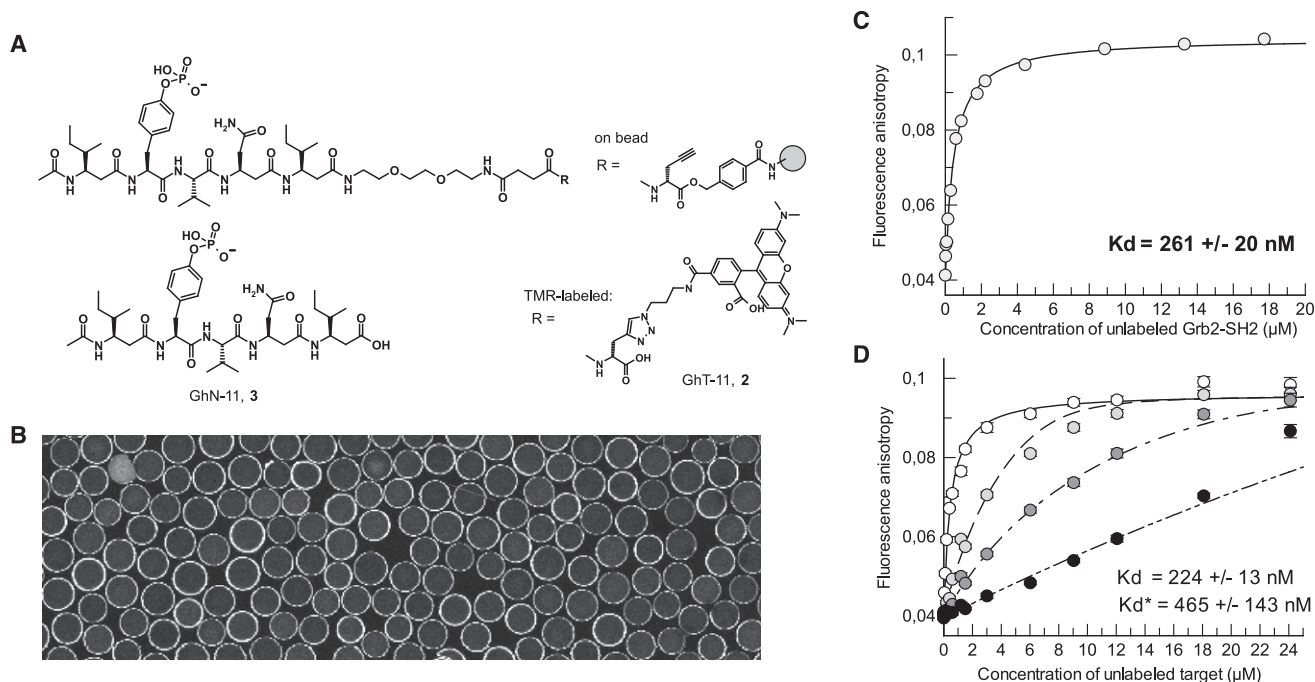 A
HO
O
P
O
O–
H₂N
O
O
N
H
O
H
N
O
N
H
O
H
N
O
N
H
O
N
H
O
O
H
N
O
O
R
on bead
R =
N
H
O
O
O
N
H
HO
O
P
O
O–
H₂N
O
O
N
H
O
H
N
O
N
H
O
H
N
O
N
H
O
OH
GhN-11, 3
TMR-labeled:
R =
N
O
N
H
O
OH
O
N
N
N
N
N
H
O
OH
GhT-11, 2
B
C
Fluorescence anisotropy
0,1
0,08
0,06
0,04
Kd = 261 +/- 20 nM
0 2 4 6 8 10 12 14 16 18 20
Concentration of unlabeled Grb2-SH2 (µM)
D
Fluorescence anisotropy
0,1
0,08
0,06
0,04
Kd = 224 +/- 13 nM
Kd* = 465 +/- 143 nM
0 2 4 6 8 10 12 14 16 18 20 22 24
Concentration of unlabeled target (µM)